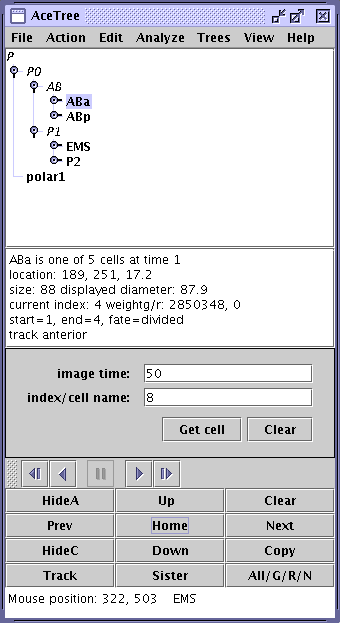 AceTree
File Action Edit Analyze Trees View Help
P
P0
AB
ABa
ABp
P1
EMS
P2
polar1
ABa is one of 5 cells at time 1
location: 189, 251, 17.2
size: 88 displayed diameter: 87.9
current index: 4 weightg/r: 2850348, 0
start=1, end=4, fate=divided
track anterior
image time: 50
index/cell name: 8
Get cell Clear
HideA Up Clear
Prev Home Next
HideC Down Copy
Track Sister All/G/R/N
Mouse position: 322, 503 EMS